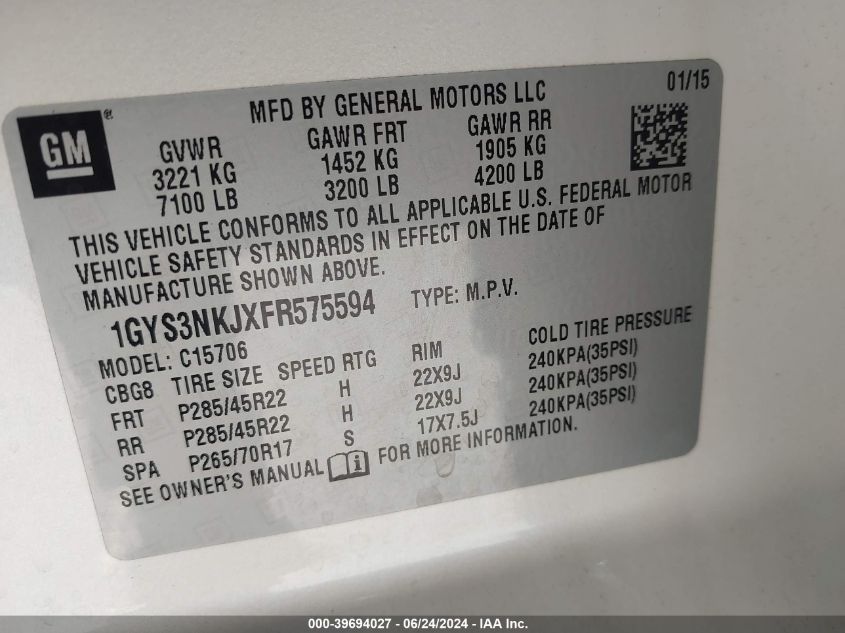 GM ®
MFD BY GENERAL MOTORS LLC 01/15
GVWR GAWR FRT GAWR RR
3221 KG 1452 KG 1905 KG
7100 LB 3200 LB 4200 LB
THIS VEHICLE CONFORMS TO ALL APPLICABLE U.S. FEDERAL MOTOR
VEHICLE SAFETY STANDARDS IN EFFECT ON THE DATE OF
MANUFACTURE SHOWN ABOVE.
1GYS3NKJXFR575594 TYPE: M.P.V.
MODEL: C15706
CBG8 TIRE SIZE SPEED RTG RIM COLD TIRE PRESSURE
FRT P285/45R22 H 22X9J 240KPA(35PSI)
RR P285/45R22 H 22X9J 240KPA(35PSI)
SPA P265/70R17 S 17X7.5J 240KPA(35PSI)
SEE OWNER'S MANUAL FOR MORE INFORMATION.
000-39694027 - 06/24/2024 - IAA Inc.